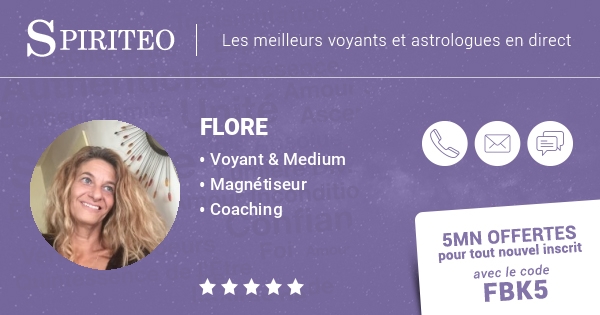 SPIRITEO
Les meilleurs voyants et astrologues en direct
FLORE
• Voyant & Medium
• Magnétiseur
• Coaching
5MN OFFERTES
pour tout nouvel inscrit
avec le code
FBK5